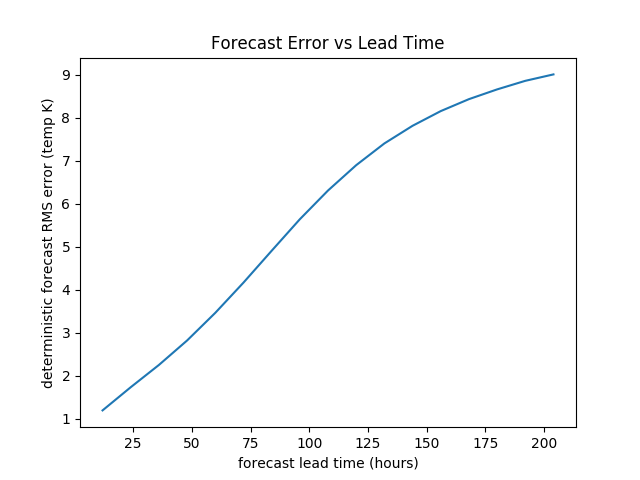 Forecast Error vs Lead Time
deterministic forecast RMS error (temp K)
9
8
7
6
5
4
3
2
1
25 50 75 100 125 150 175 200
forecast lead time (hours)